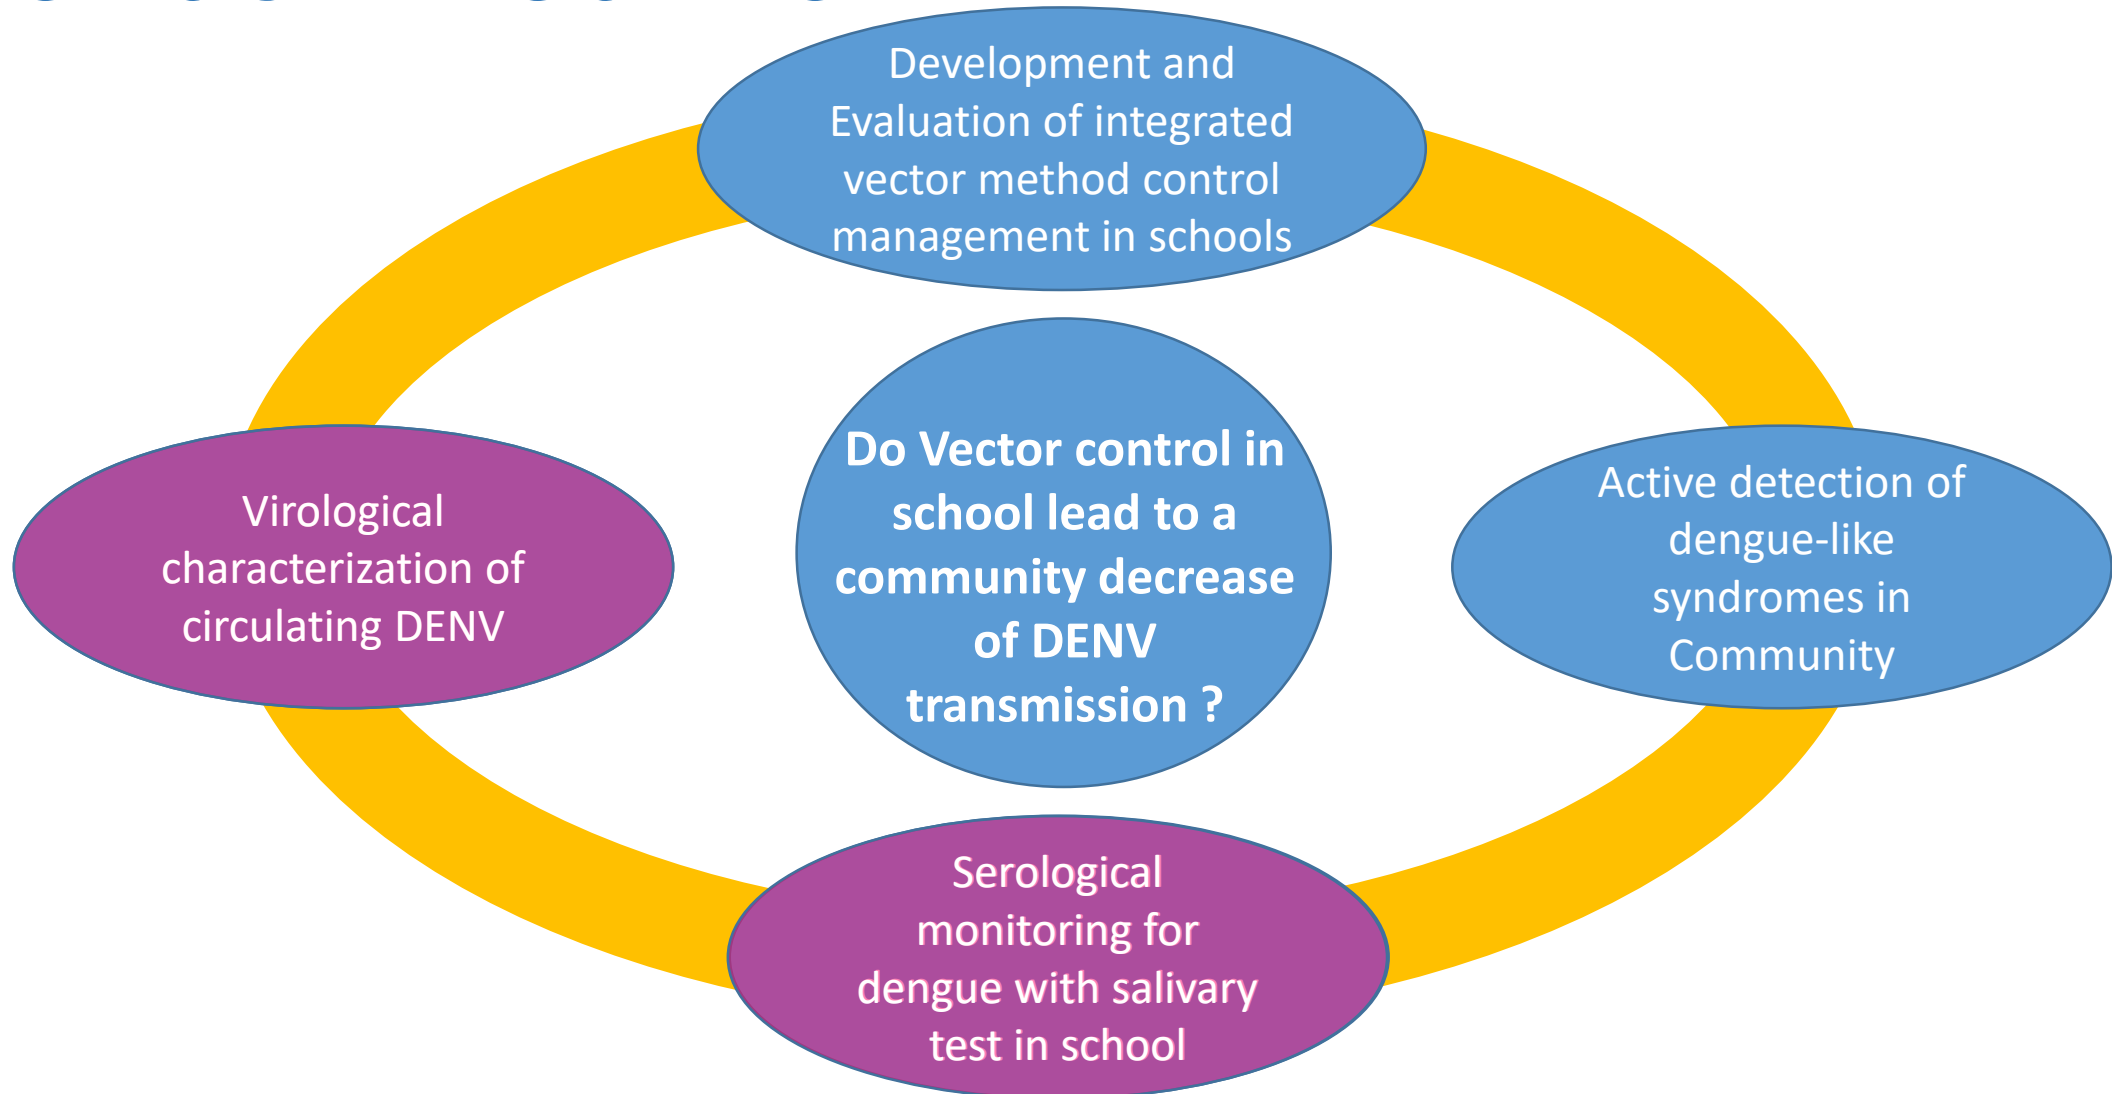 Development and
Evaluation of integrated
vector method control
management in schools
Do Vector control in
school lead to a
community decrease
of DENV
transmission ?
Virological
characterization of
circulating DENV
Active detection of
dengue-like
syndromes in
Community
Serological
monitoring for
dengue with salivary
test in school